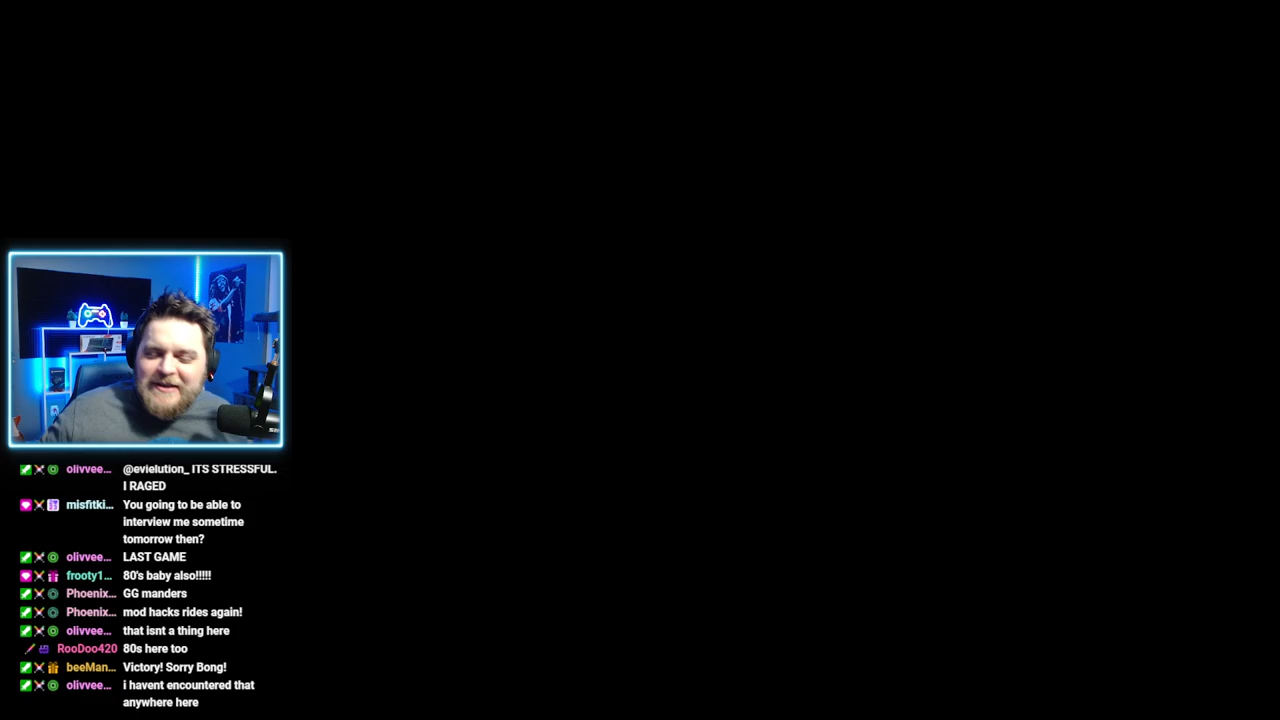 olivvee... @evielution_ ITS STRESSFUL.
I RAGED
misfitki... You going to be able to
interview me sometime
tomorrow then?
olivvee... LAST GAME
frooty1... 80's baby also!!!!!
Phoenix... GG manders
Phoenix... mod hacks rides again!
olivvee... that isnt a thing here
RooDoo420 80s here too
beeMan... Victory! Sorry Bong!
olivvee... i havent encountered that
anywhere here